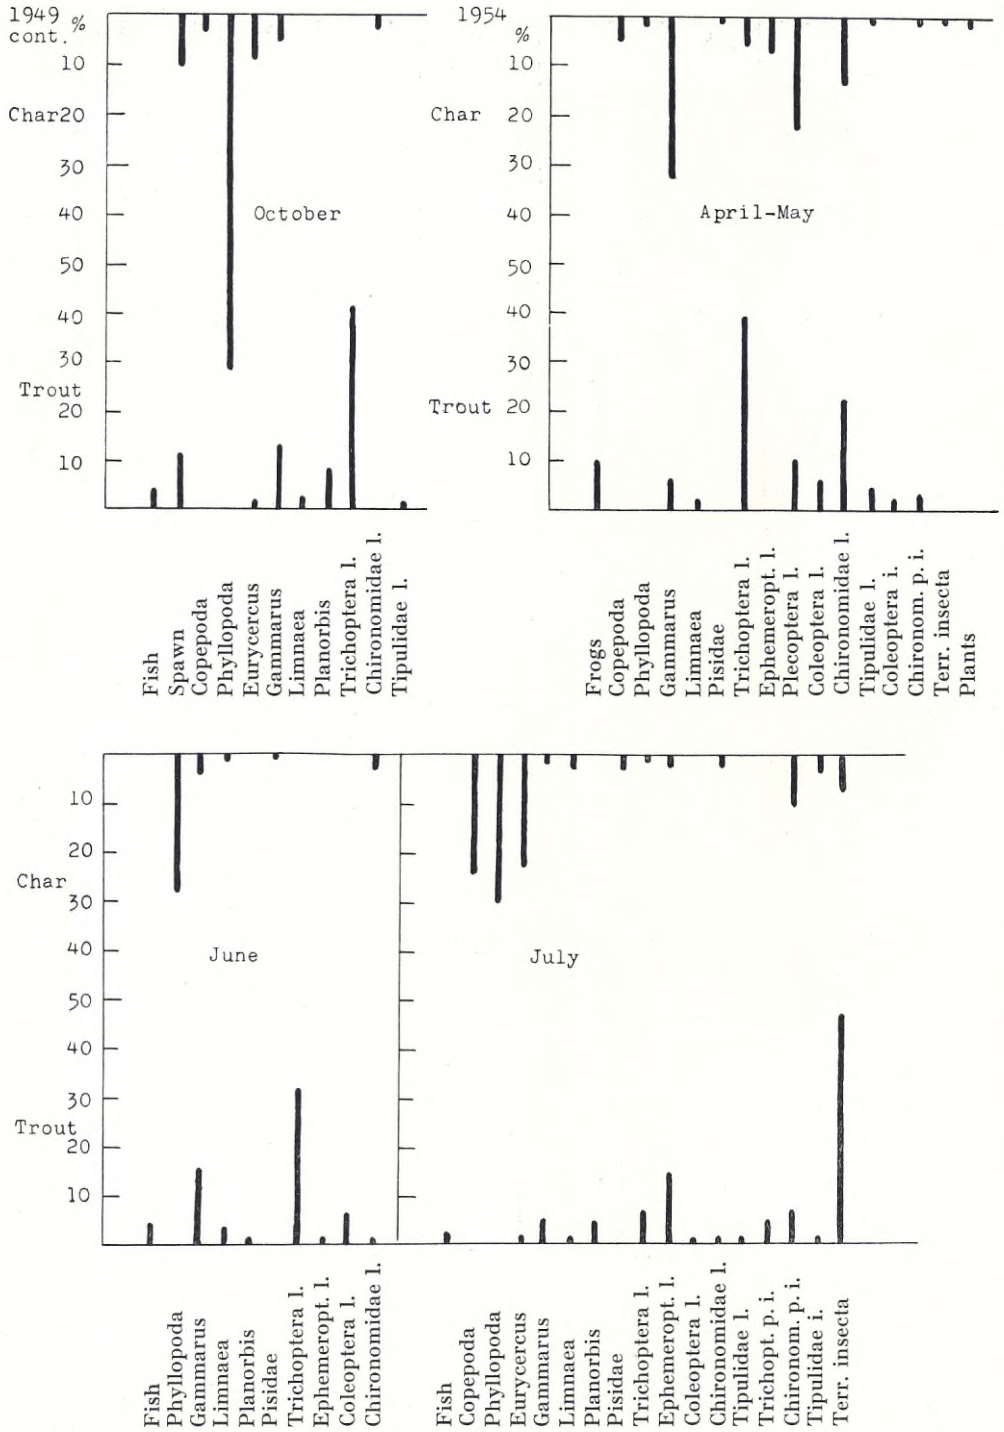 1949 %
cont.
10
Char 20
30
40
50
40
30
Trout
20
10
October
Fish
Spawn
Copepoda
Phyllopoda
Eurycercus
Gammarus
Limnaea
Planorbis
Trichoptera l.
Chironomidae l.
Tipulidae l.
1954
%
10
Char 20
30
40
50
40
30
Trout 20
10
April-May
Frogs
Copepoda
Phyllopoda
Gammarus
Limnaea
Pisidae
Trichoptera l.
Ephemeropt. l.
Plecoptera l.
Coleoptera l.
Chironomidae l.
Tipulidae l.
Coleoptera i.
Chironom. p. i.
Terr. insecta
Plants
10
20
Char
30
40
50
40
30
Trout
20
10
June
Fish
Phyllopoda
Gammarus
Limnaea
Planorbis
Pisidae
Trichoptera l.
Ephemeropt. l.
Coleoptera l.
Chironomidae l.
July
Fish
Copepoda
Phyllopoda
Eurycercus
Gammarus
Limnaea
Planorbis
Pisidae
Trichoptera l.
Ephemeropt. l.
Coleoptera l.
Chironomidae l.
Tipulidae l.
Trichopt. p. i.
Chironom. p. i.
Tipulidae i.
Terr. insecta